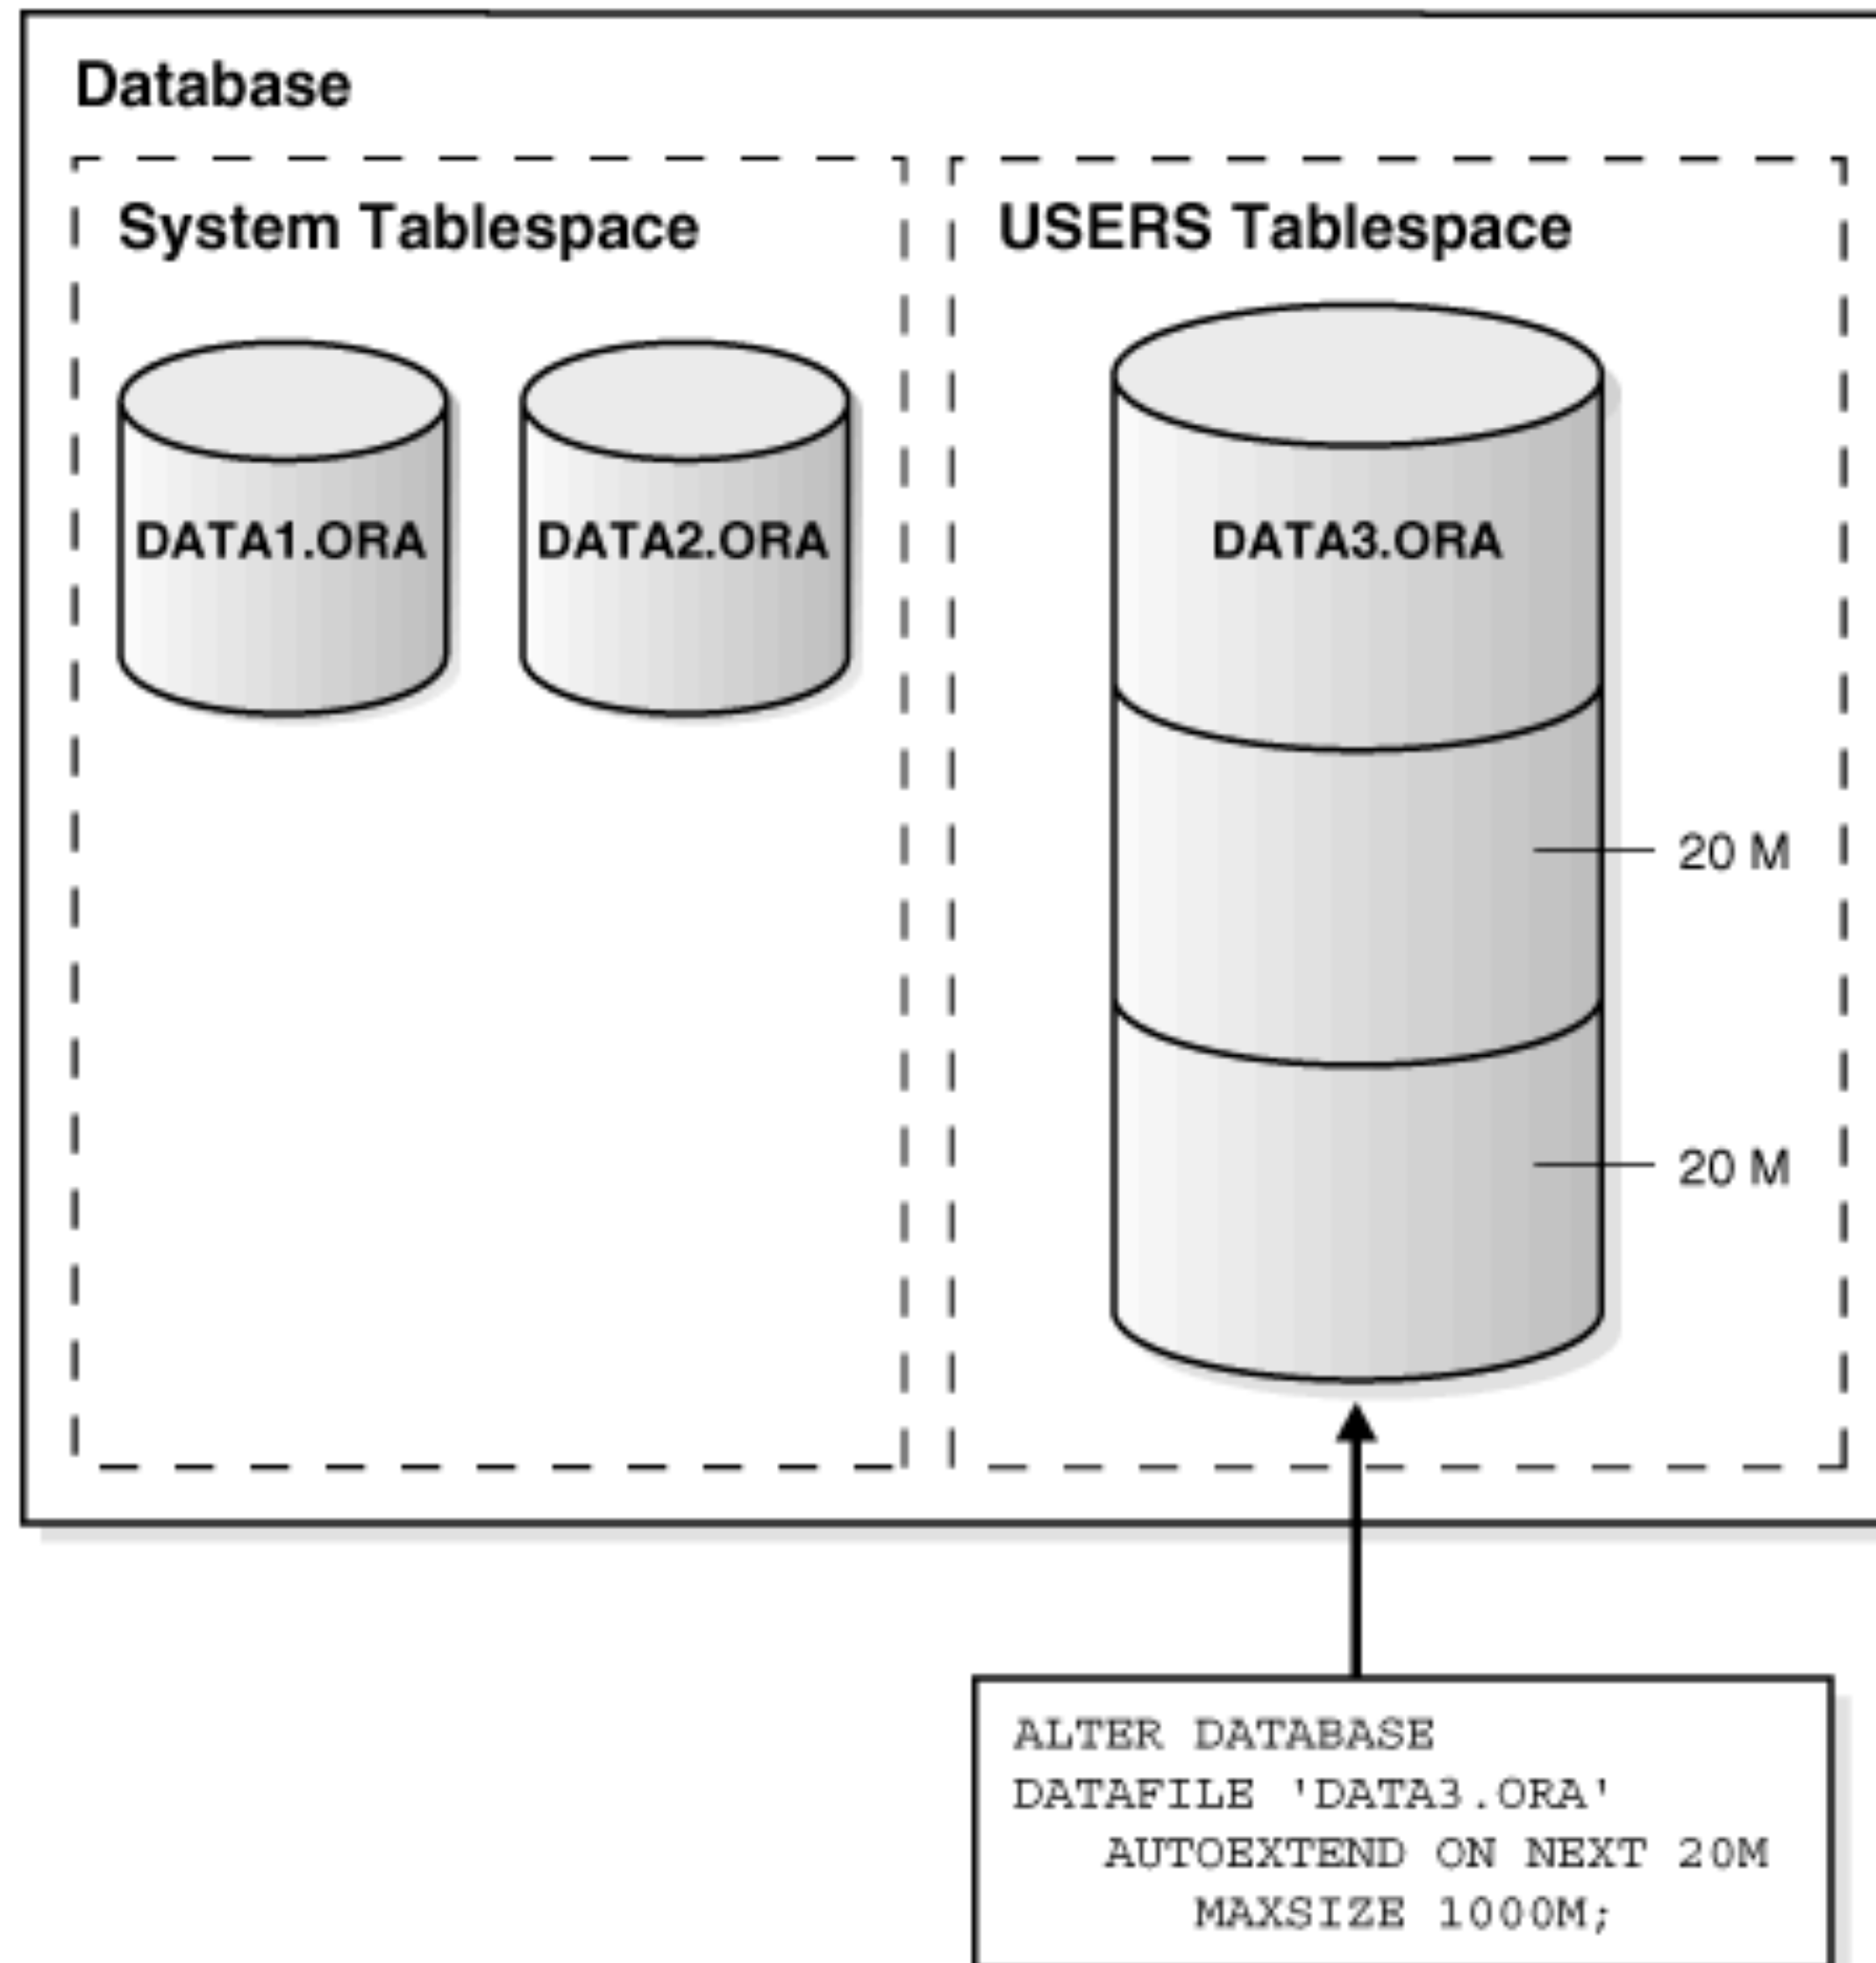 Database
System Tablespace
USERS Tablespace
DATA1.ORA
DATA2.ORA
DATA3.ORA
20 M
20 M
ALTER DATABASE
DATAFILE 'DATA3.ORA'
AUTOEXTEND ON NEXT 20M
MAXSIZE 1000M;